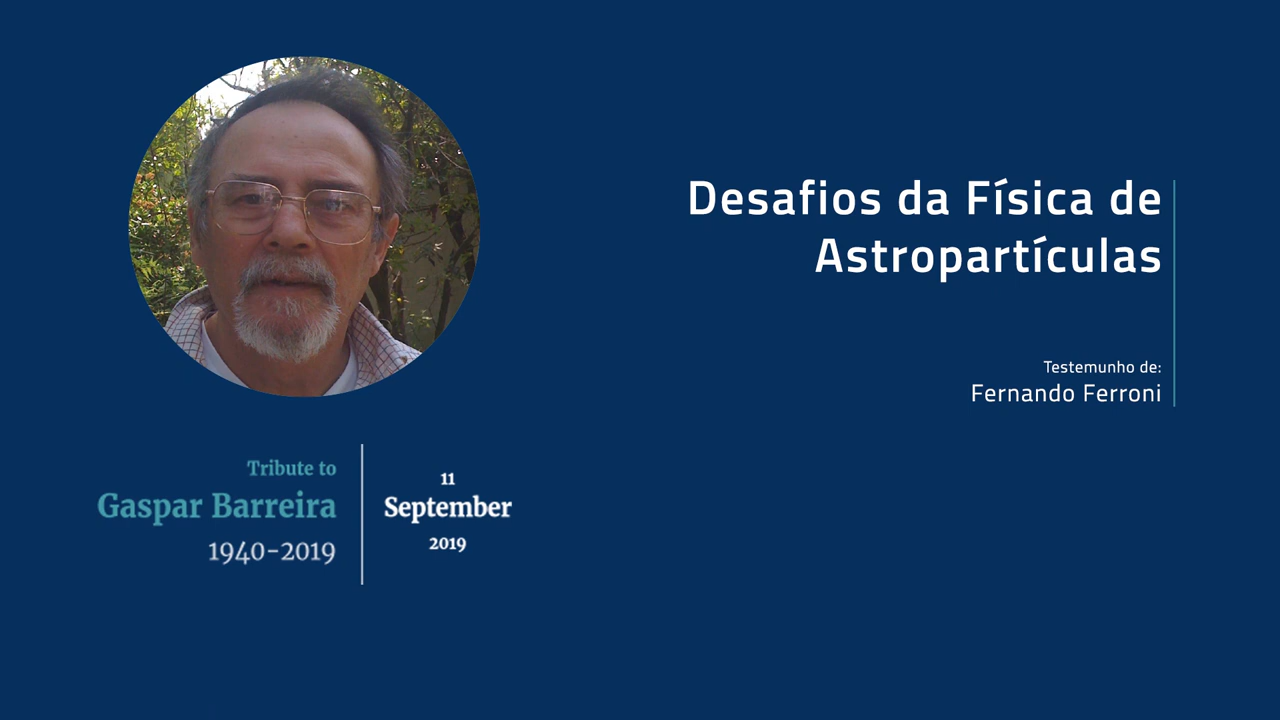 Desafios da Física de
Astropartículas
Testemunho de:
Fernando Ferroni
Tribute to
Gaspar Barreira
1940-2019
11
September
2019